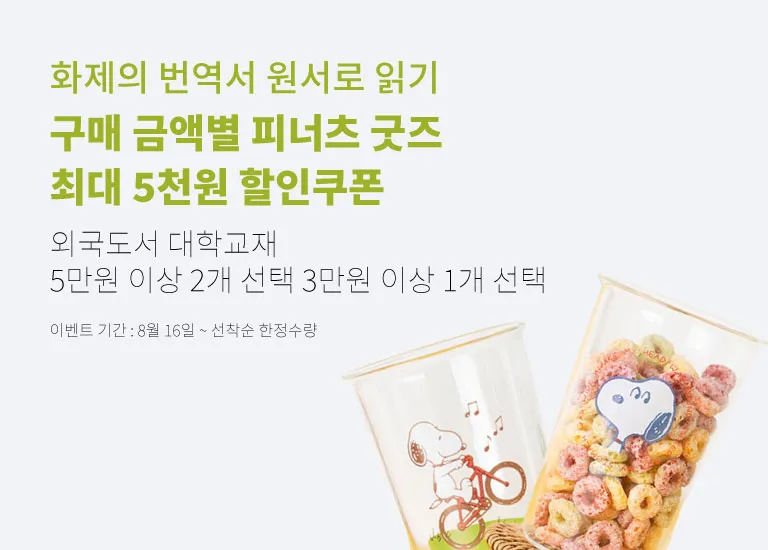 화제의 번역서 원서로 읽기
구매 금액별 피너츠 굿즈
최대 5천원 할인쿠폰
외국도서 대학교재
5만원 이상 2개 선택 3만원 이상 1개 선택
이벤트 기간 : 8월 16일 ~ 선착순 한정수량